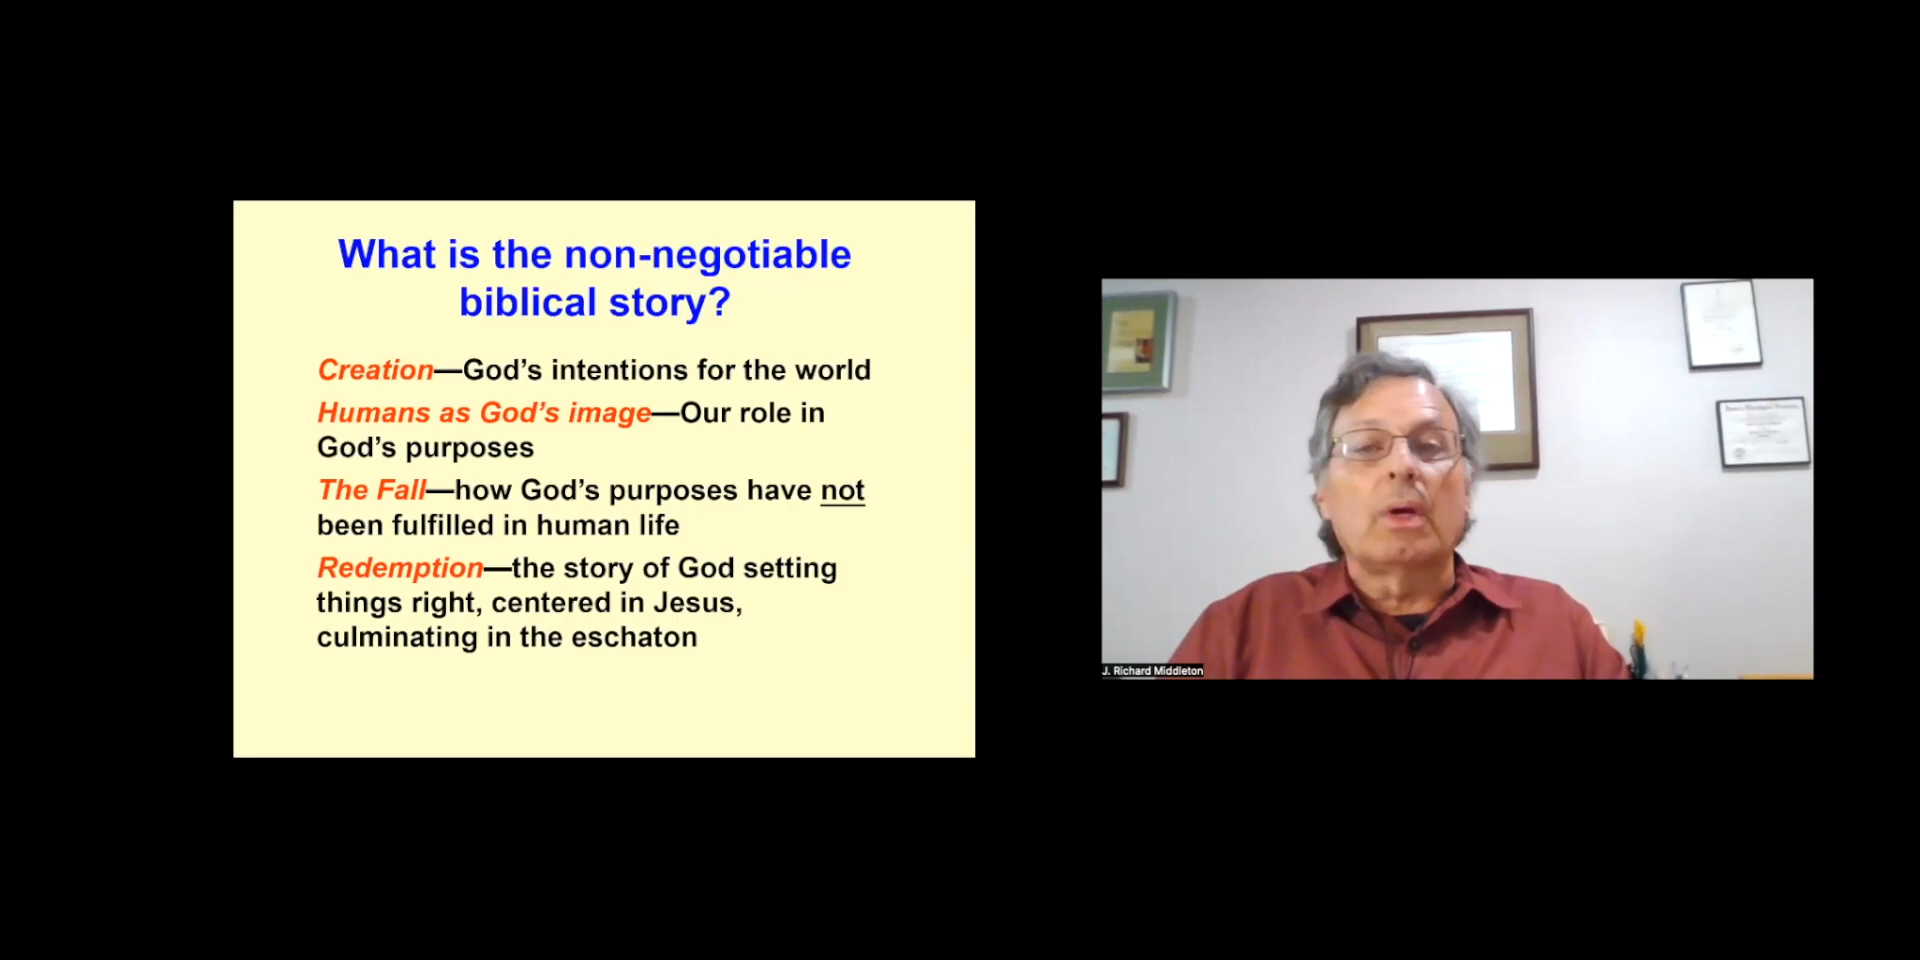 What is the non-negotiable
biblical story?
Creation—God’s intentions for the world
Humans as God’s image—Our role in
God’s purposes
The Fall—how God’s purposes have not
been fulfilled in human life
Redemption—the story of God setting
things right, centered in Jesus,
culminating in the eschaton
J. Richard Middleton